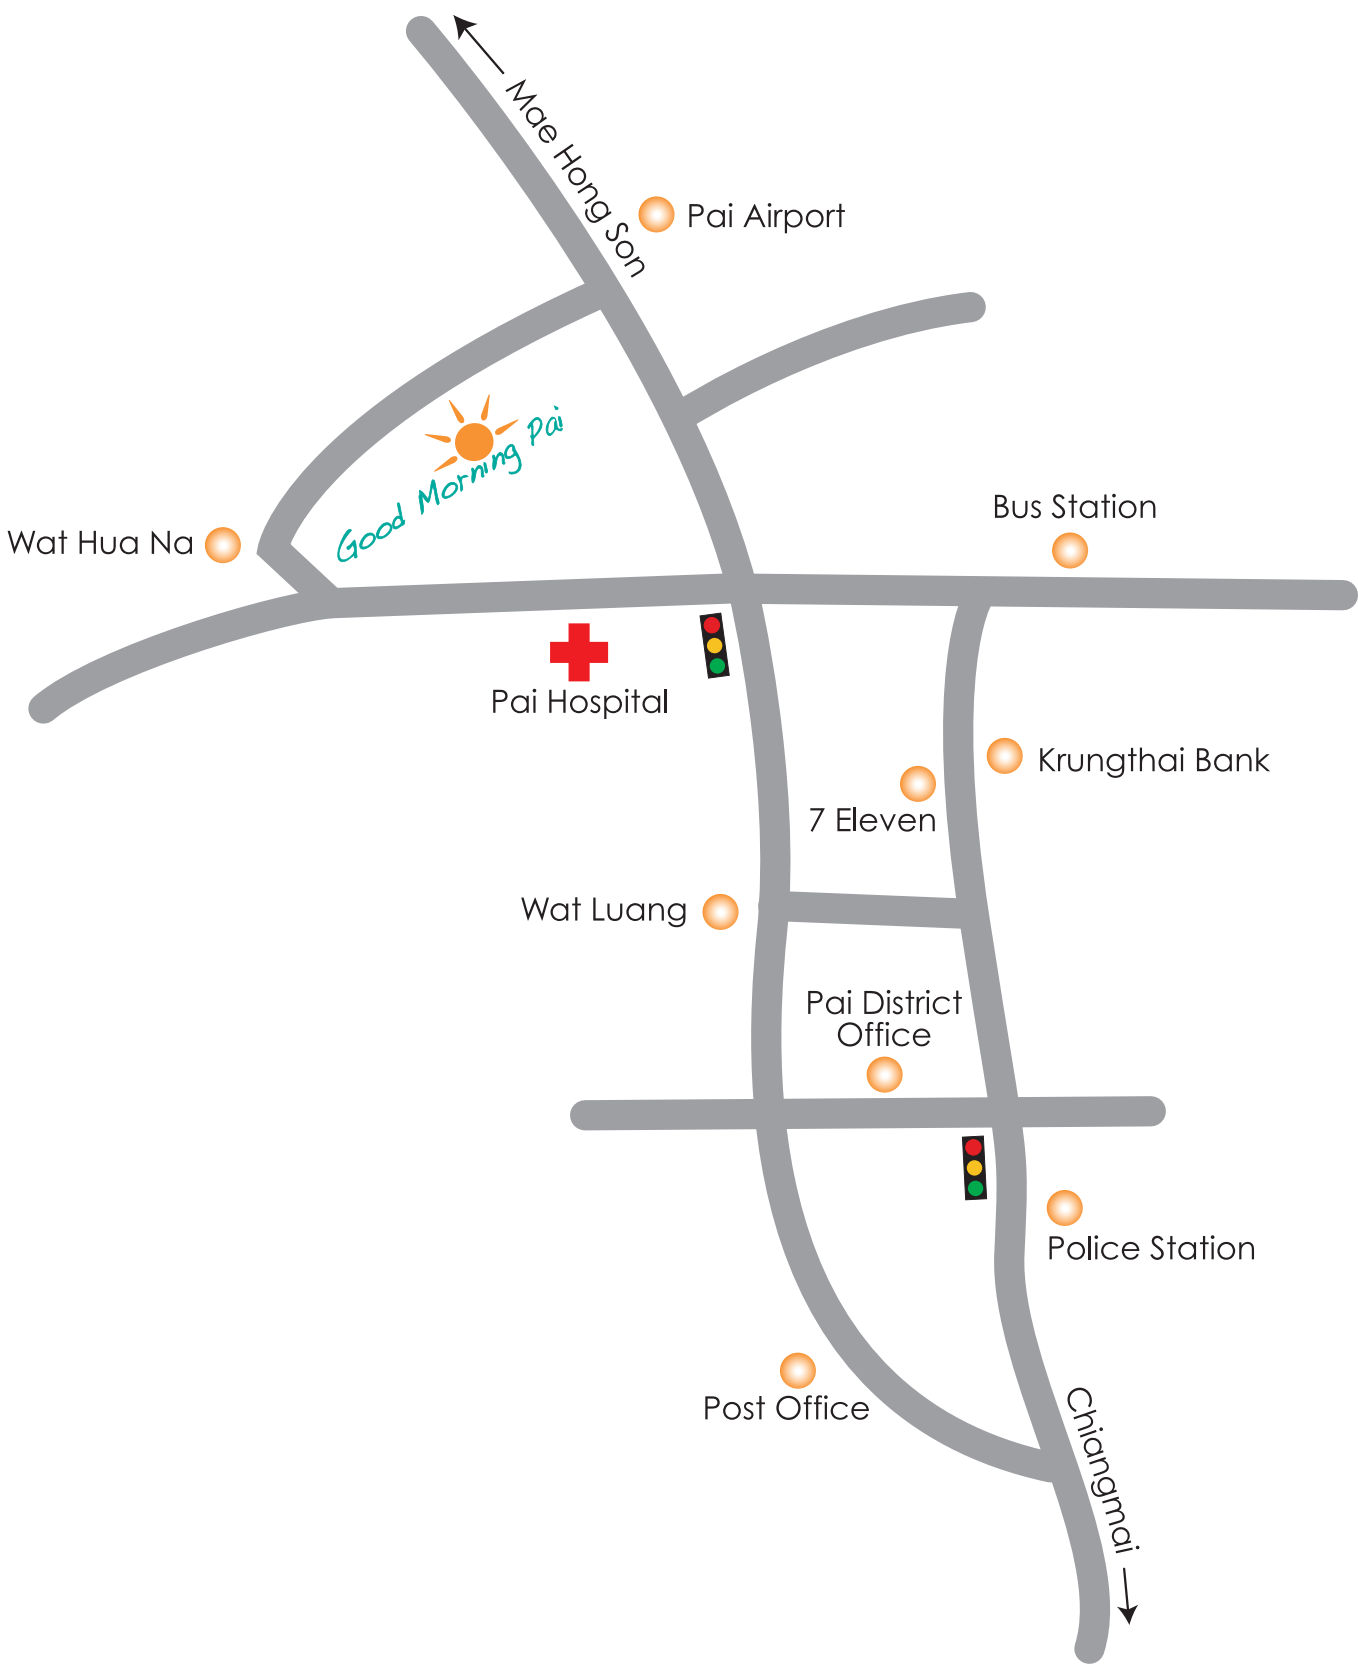 Mae Hong Son
Pai Airport
Good Morning Pai
Bus Station
Wat Hua Na
Pai Hospital
Krungthai Bank
7 Eleven
Wat Luang
Pai District
Office
Police Station
Post Office
Chiangmai